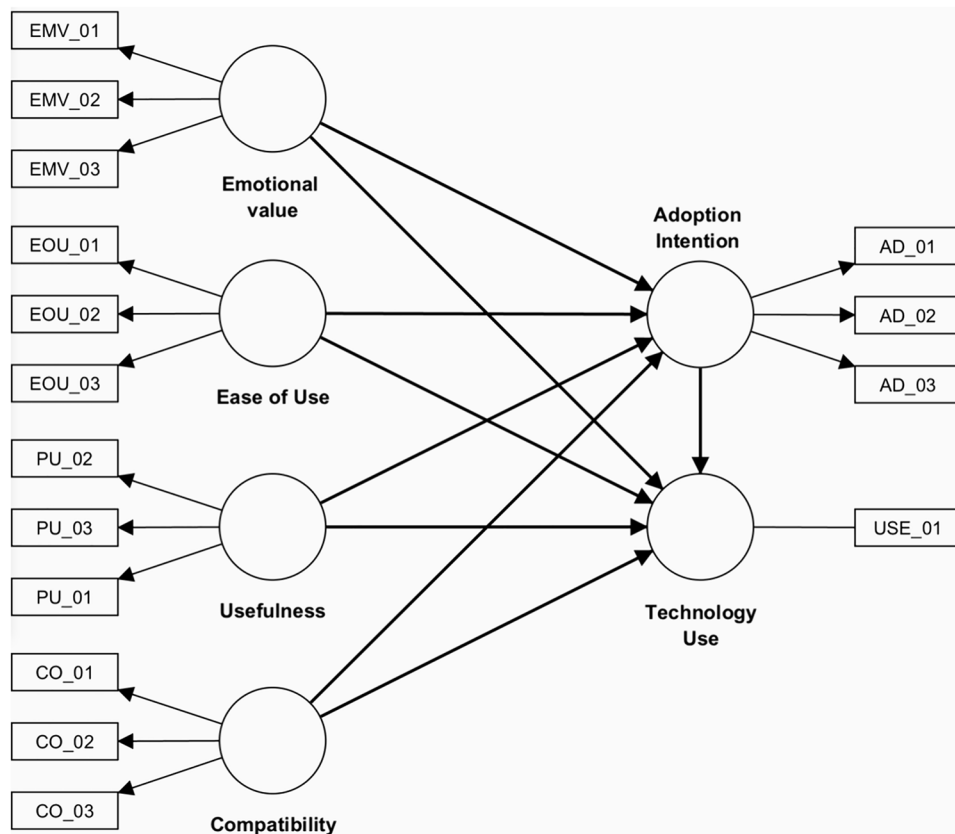 EMV_01
EMV_02
EMV_03
Emotional
value
EOU_01
EOU_02
EOU_03
Ease of Use
PU_02
PU_03
PU_01
Usefulness
CO_01
CO_02
CO_03
Compatibility
Adoption
Intention
AD_01
AD_02
AD_03
USE_01
Technology
Use